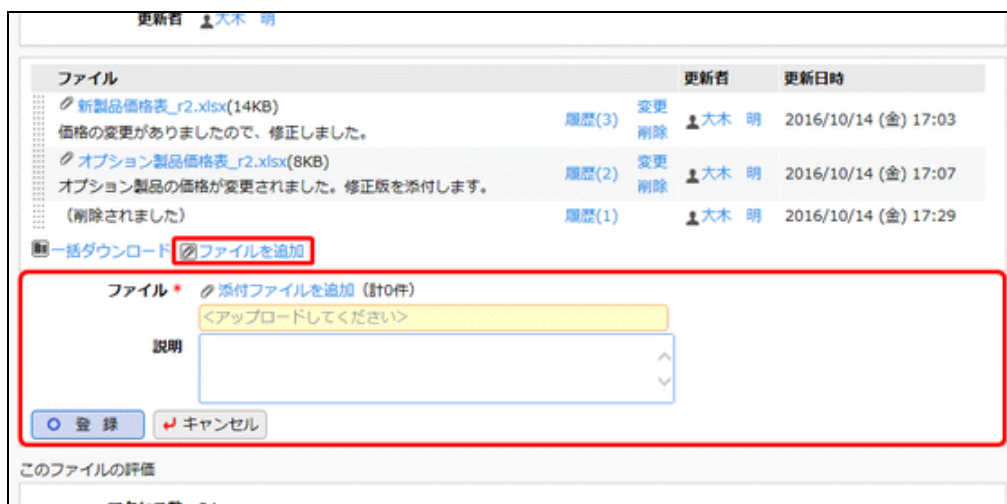 更新者 大木 明
ファイル 更新者 更新日時
新製品価格表_r2.xlsx(14KB) 履歴(3) 変更 削除 大木 明 2016/10/14 (金) 17:03
価格の変更がありましたので、修正しました。
オプション製品価格表_r2.xlsx(8KB) 履歴(2) 変更 削除 大木 明 2016/10/14 (金) 17:07
オプション製品の価格が変更されました。修正版を添付します。
(削除されました) 履歴(1) 大木 明 2016/10/14 (金) 17:29
一括ダウンロード ファイルを追加
ファイル * 添付ファイルを追加 (計0件)
<アップロードしてください>
説明
登 録 キャンセル
このファイルの評価